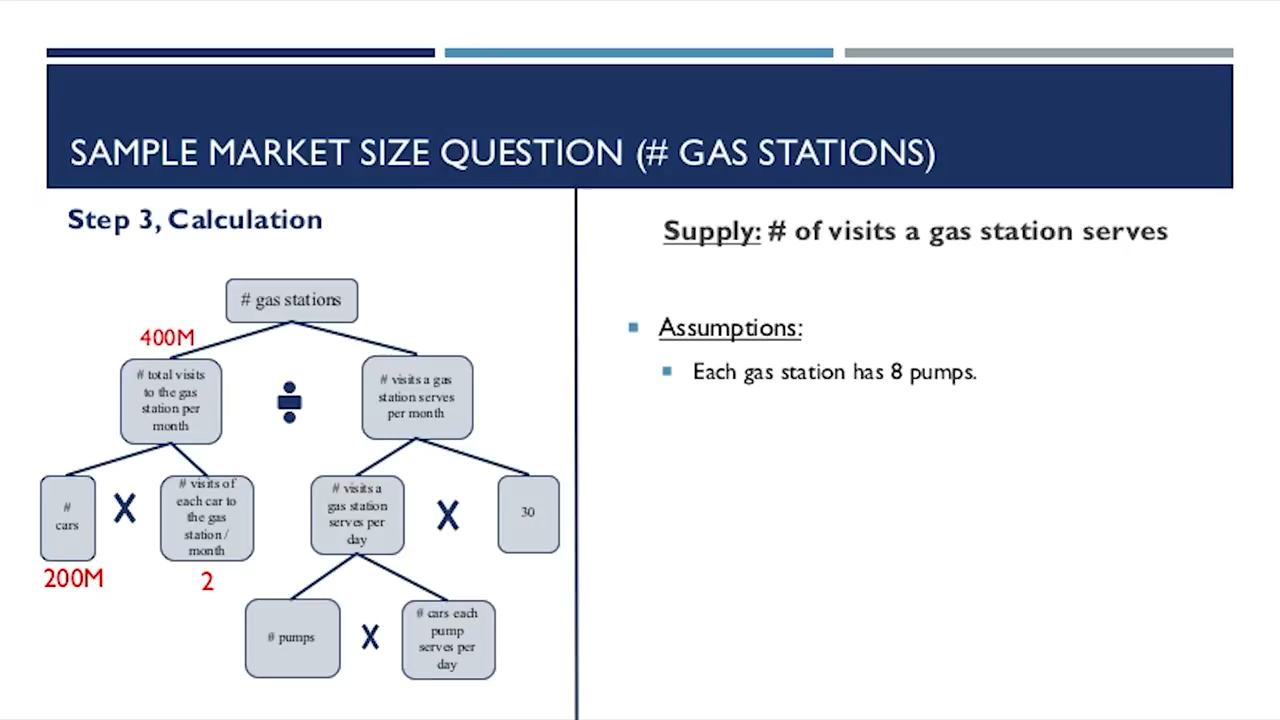 SAMPLE MARKET SIZE QUESTION (# GAS STATIONS)
Step 3, Calculation
# gas stations
400M
# total visits
to the gas
station per
month
# visits a gas
station serves
per month
#
cars
X
# visits of
each car to
the gas
station /
month
# visits a
gas station
serves per
day
X
30
200M
2
# pumps
X
# cars each
pump
serves per
day
Supply: # of visits a gas station serves
Assumptions:
Each gas station has 8 pumps.